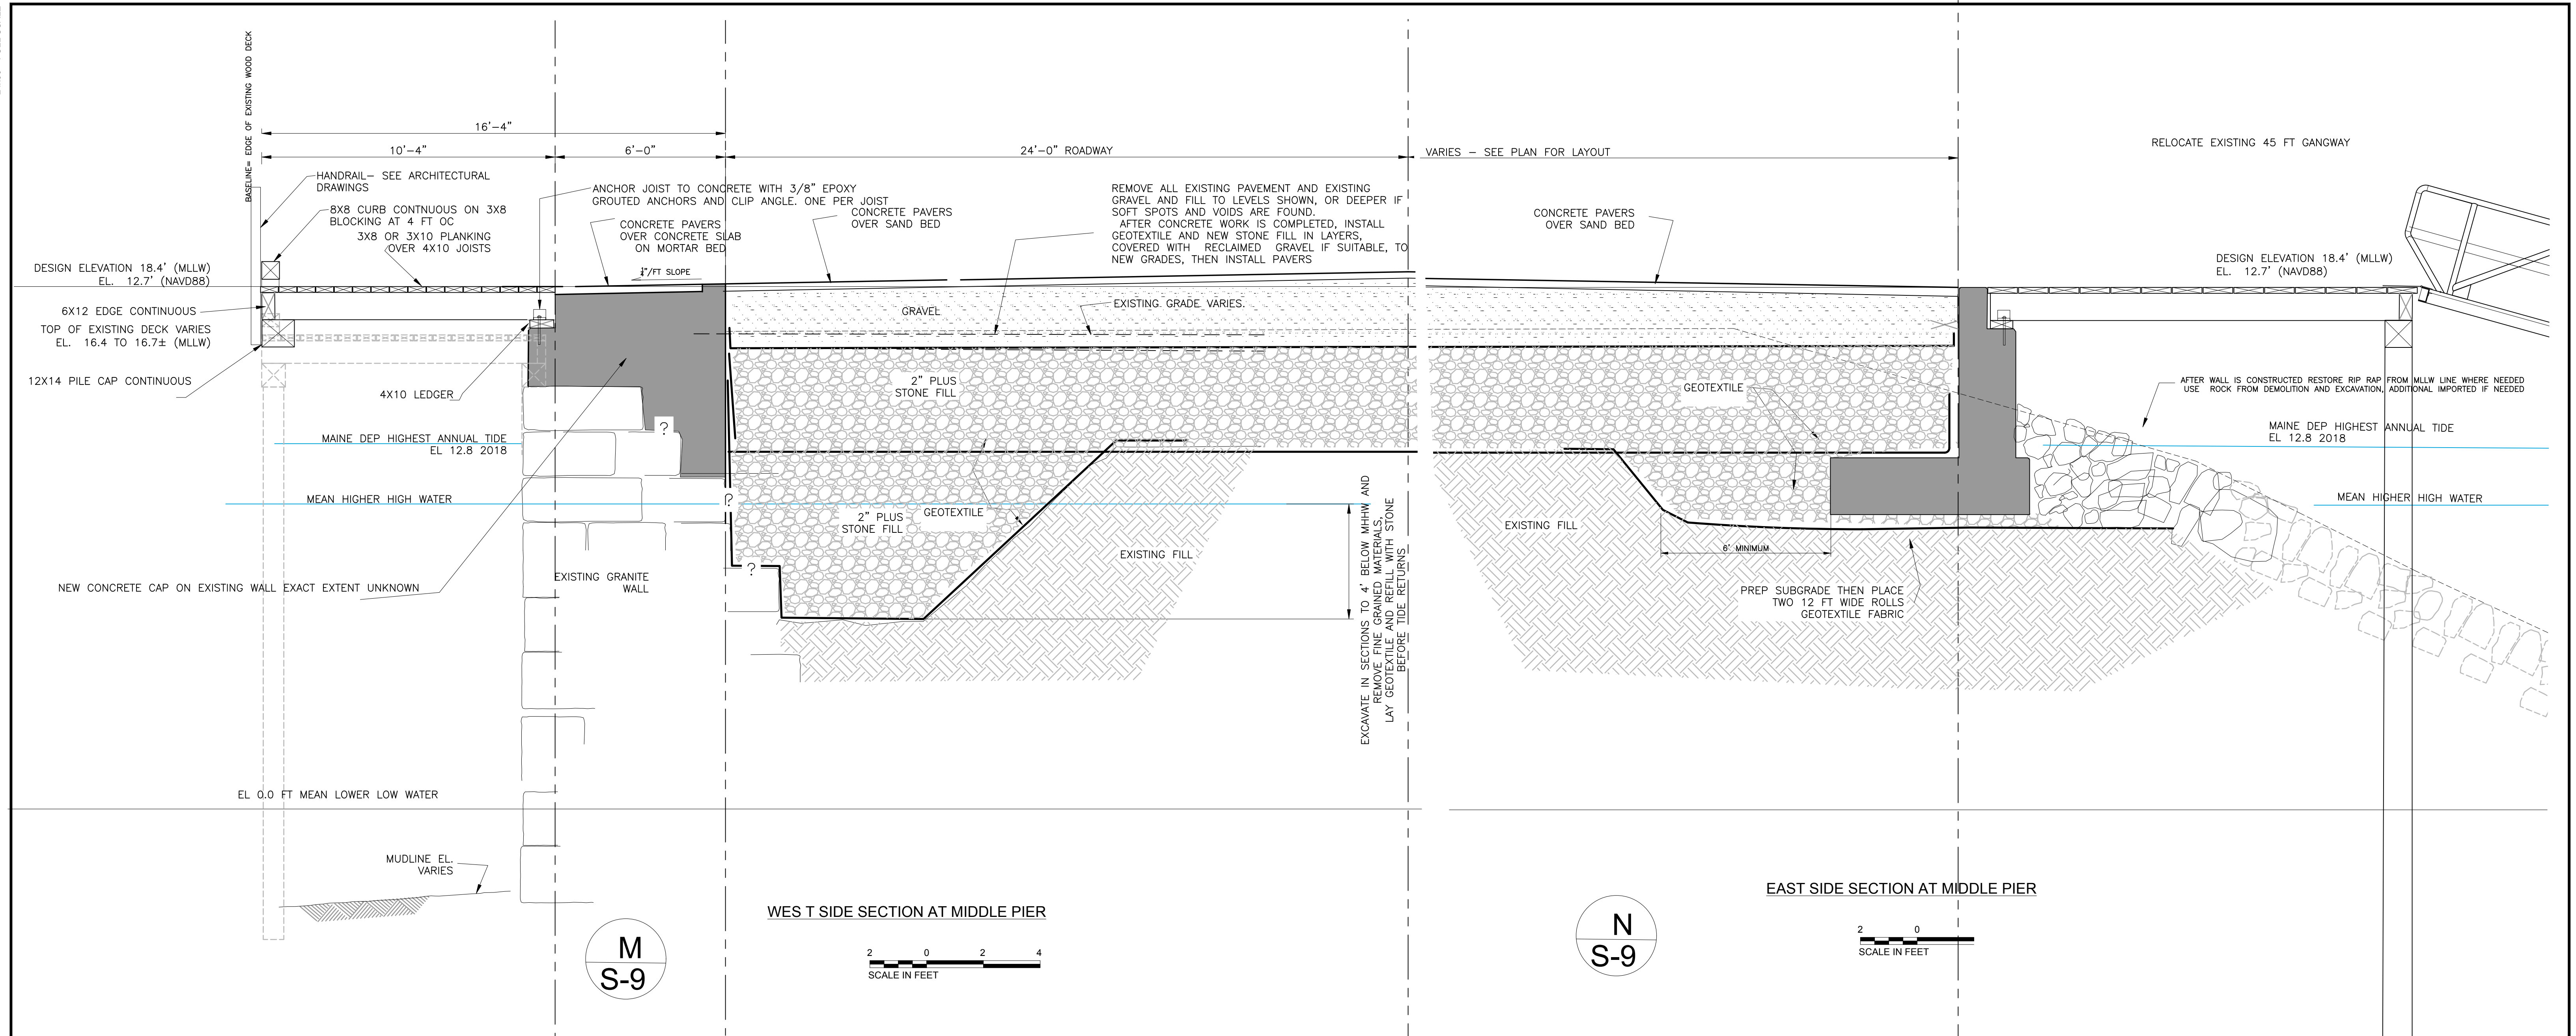 BASELINE= EDGE OF EXISTING WOOD DECK
16'-4"
10'-4"
6'-0"
24'-0" ROADWAY
VARIES - SEE PLAN FOR LAYOUT
RELOCATE EXISTING 45 FT GANGWAY
HANDRAIL- SEE ARCHITECTURAL
DRAWINGS
8X8 CURB CONTNUOUS ON 3X8
BLOCKING AT 4 FT OC
3X8 OR 3X10 PLANKING
OVER 4X10 JOISTS
DESIGN ELEVATION 18.4' (MLLW)
EL. 12.7' (NAVD88)
6X12 EDGE CONTINUOUS
TOP OF EXISTING DECK VARIES
EL. 16.4 TO 16.7± (MLLW)
12X14 PILE CAP CONTINUOUS
4X10 LEDGER
ANCHOR JOIST TO CONCRETE WITH 3/8" EPOXY
GROUTED ANCHORS AND CLIP ANGLE. ONE PER JOIST
CONCRETE PAVERS
OVER CONCRETE SLAB
ON MORTAR BED
"/FT SLOPE
CONCRETE PAVERS
OVER SAND BED
REMOVE ALL EXISTING PAVEMENT AND EXISTING
GRAVEL AND FILL TO LEVELS SHOWN, OR DEEPER IF
SOFT SPOTS AND VOIDS ARE FOUND.
AFTER CONCRETE WORK IS COMPLETED, INSTALL
GEOTEXTILE AND NEW STONE FILL IN LAYERS,
COVERED WITH RECLAIMED GRAVEL IF SUITABLE, TO
NEW GRADES, THEN INSTALL PAVERS
EXISTING GRADE VARIES.
GRAVEL
2" PLUS
STONE FILL
?
MAINE DEP HIGHEST ANNUAL TIDE
EL 12.8 2018
MEAN HIGHER HIGH WATER
?
2" PLUS
STONE FILL
GEOTEXTILE
EXISTING FILL
?
NEW CONCRETE CAP ON EXISTING WALL EXACT EXTENT UNKNOWN
EXISTING GRANITE
WALL
EXCAVATE IN SECTIONS TO 4' BELOW MHHW AND
REMOVE FINE GRAINED MATERIALS,
LAY GEOTEXTILE AND REFILL WITH STONE
BEFORE TIDE RETURNS
EL 0.0 FT MEAN LOWER LOW WATER
MUDLINE EL.
VARIES
WES T SIDE SECTION AT MIDDLE PIER
M
S-9
2 0 2 4
SCALE IN FEET
CONCRETE PAVERS
OVER SAND BED
DESIGN ELEVATION 18.4' (MLLW)
EL. 12.7' (NAVD88)
GEOTEXTILE
AFTER WALL IS CONSTRUCTED RESTORE RIP RAP FROM MLLW LINE WHERE NEEDED
USE ROCK FROM DEMOLITION AND EXCAVATION, ADDITIONAL IMPORTED IF NEEDED
MAINE DEP HIGHEST ANNUAL TIDE
EL 12.8 2018
MEAN HIGHER HIGH WATER
EXISTING FILL
6' MINIMUM
PREP SUBGRADE THEN PLACE
TWO 12 FT WIDE ROLLS
GEOTEXTILE FABRIC
EAST SIDE SECTION AT MIDDLE PIER
N
S-9
2 0
SCALE IN FEET